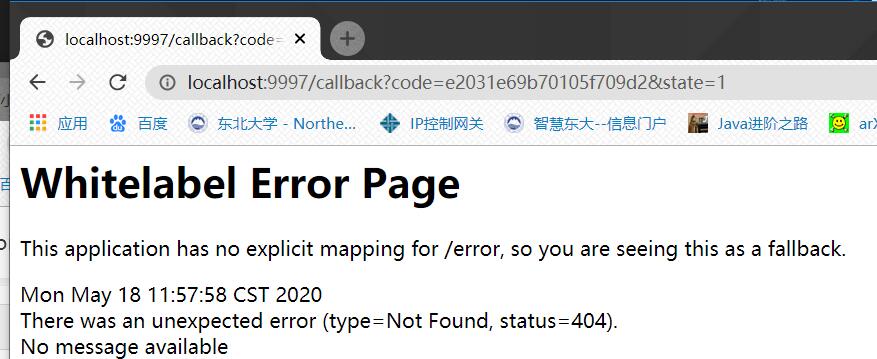 localhost:9997/callback?code=
localhost:9997/callback?code=e2031e69b70105f709d2&state=1
应用 百度 东北大学 - Northe... IP控制网关 智慧东大--信息门户 Java进阶之路 arX
Whitelabel Error Page
This application has no explicit mapping for /error, so you are seeing this as a fallback.
Mon May 18 11:57:58 CST 2020
There was an unexpected error (type=Not Found, status=404).
No message available